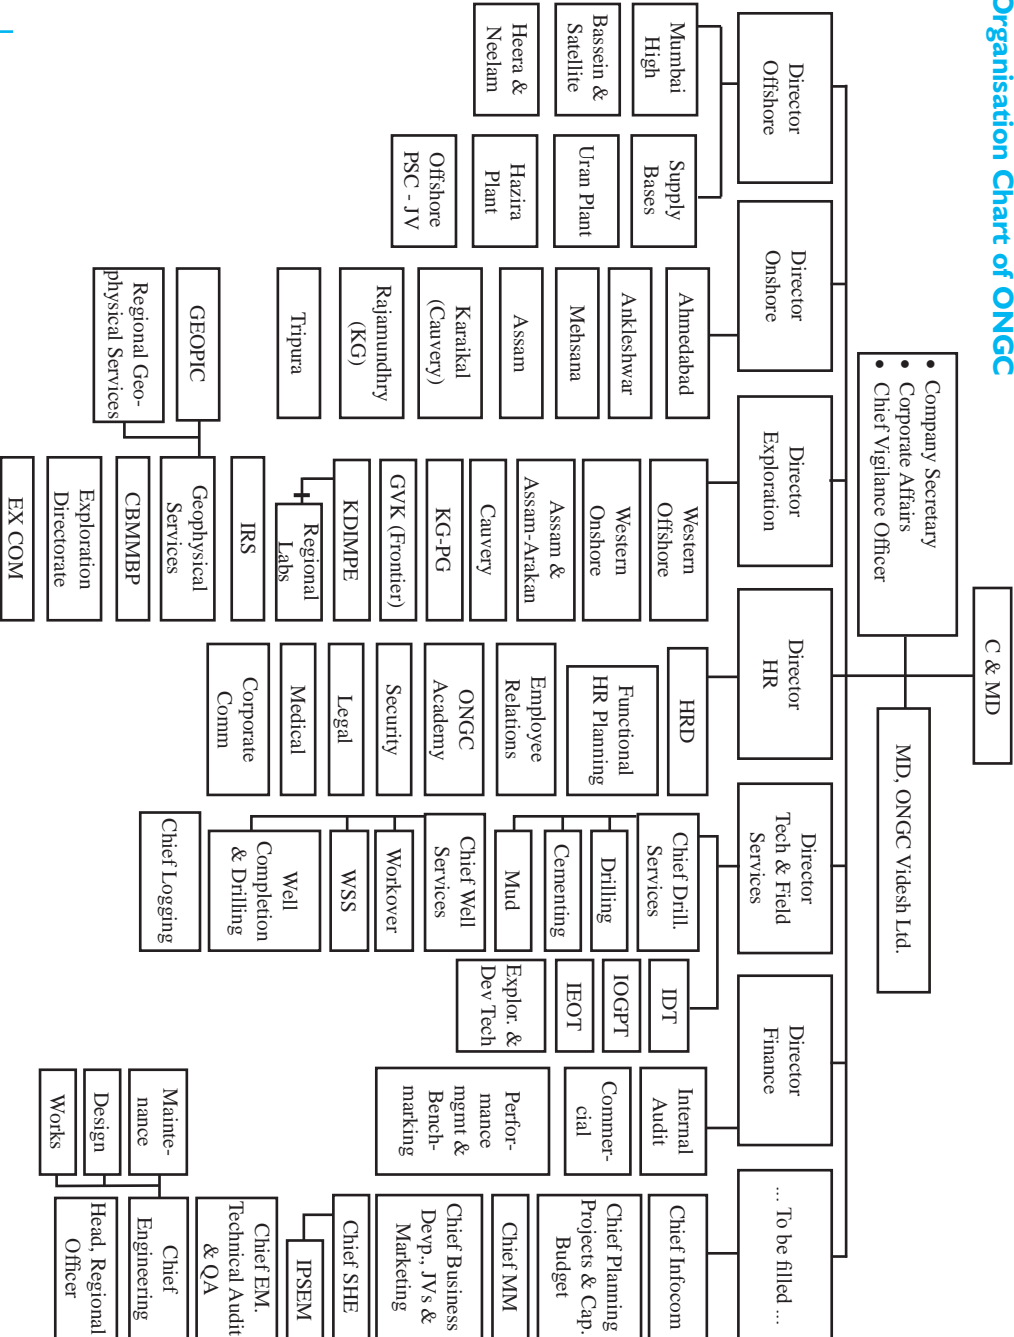 Organisation Chart of ONGC
C & MD
• Company Secretary
• Corporate Affairs
• Chief Vigilance Officer
MD, ONGC Videsh Ltd.
Director
Offshore
Director
Onshore
Director
Exploration
Director
HR
Director
Tech & Field
Services
Director
Finance
... To be filled ...
Mumbai
High
Bassein &
Satellite
Heera &
Neelam
Supply
Bases
Uran Plant
Hazira
Plant
Offshore
PSC - JV
Ahmedabad
Ankleshwar
Mehsana
Assam
Karaikal
(Cauvery)
Rajamundhry
(KG)
Tripura
Western
Offshore
Western
Onshore
Assam &
Assam-Arakan
Cauvery
KG-PG
GVK (Frontier)
KDIMPE
Regional
Labs
IRS
Geophysical
Services
GEOPIC
Regional Geo-
physical Services
CBMMBP
Exploration
Directorate
EX COM
HRD
Functional
HR Planning
Employee
Relations
ONGC
Academy
Security
Legal
Medical
Corporate
Comm
Chief Drill.
Services
Drilling
Cementing
Mud
Chief Well
Services
Workover
WSS
Well
Completion
& Drilling
Chief Logging
IDT
IOGPT
IEOT
Explor. &
Dev Tech
Internal
Audit
Commer-
cial
Perfor-
mance
mgmt &
Bench-
marking
Chief Infocom
Chief Planning
Projects & Cap.
Budget
Chief MM
Chief Business
Devp., JVs &
Marketing
Chief SHE
IPSEM
Chief EM.
Technical Audit
& QA
Chief
Engineering
Mainte-
nance
Design
Works
Head, Regional
Officer